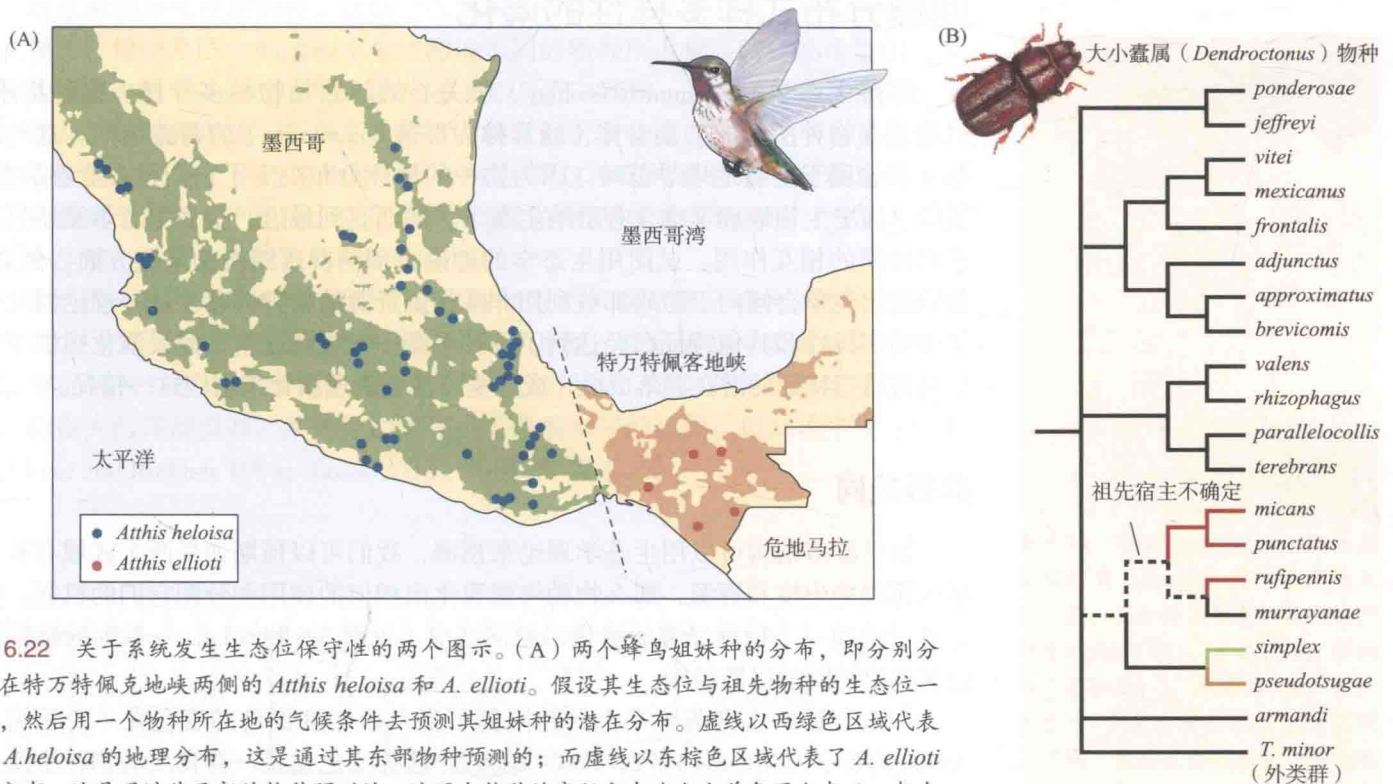 (A)
墨西哥
墨西哥湾
特万特佩客地峡
太平洋
危地马拉
Atthis heloisa
Atthis ellioti
(B)
大小蠹属（Dendroctonus）物种
ponderosae
jeffreyi
vitei
mexicanus
frontalis
adjunctus
approximatus
brevicomis
valens
rhizophagus
parallelocollis
terebrans
祖先宿主不确定
micans
punctatus
rufipennis
murrayanae
simplex
pseudotsugae
armandi
T. minor
（外类群）
6.22 关于系统发生生态位保守性的两个图示。（A）两个蜂鸟姐妹种的分布，即分别分
在特万特佩克地峡两侧的 Atthis heloisa 和 A. ellioti。假设其生态位与祖先物种的生态位一
，然后用一个物种所在地的气候条件去预测其姐妹种的潜在分布。虚线以西绿色区域代表
A.heloisa 的地理分布，这是通过其东部物种预测的；而虚线以东棕色区域代表了 A. ellioti